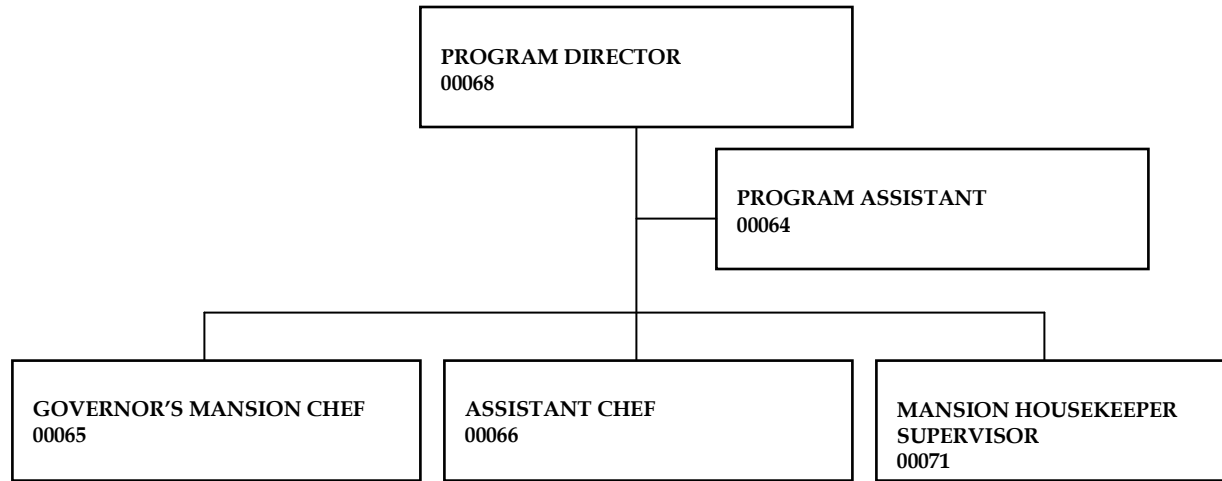 PROGRAM DIRECTOR
00068
PROGRAM ASSISTANT
00064
GOVERNOR’S MANSION CHEF
00065
ASSISTANT CHEF
00066
MANSION HOUSEKEEPER
SUPERVISOR
00071